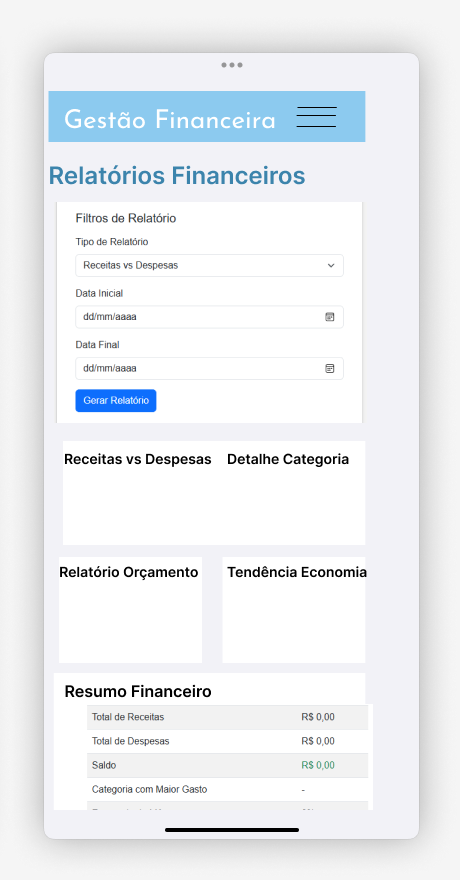 Gestão Financeira
Relatórios Financeiros
Filtros de Relatório
Tipo de Relatório
Receitas vs Despesas
Data Inicial
dd/mm/aaaa
Data Final
dd/mm/aaaa
Gerar Relatório
Receitas vs Despesas Detalhe Categoria
Relatório Orçamento Tendência Economia
Resumo Financeiro
Total de Receitas R$ 0,00
Total de Despesas R$ 0,00
Saldo R$ 0,00
Categoria com Maior Gasto -